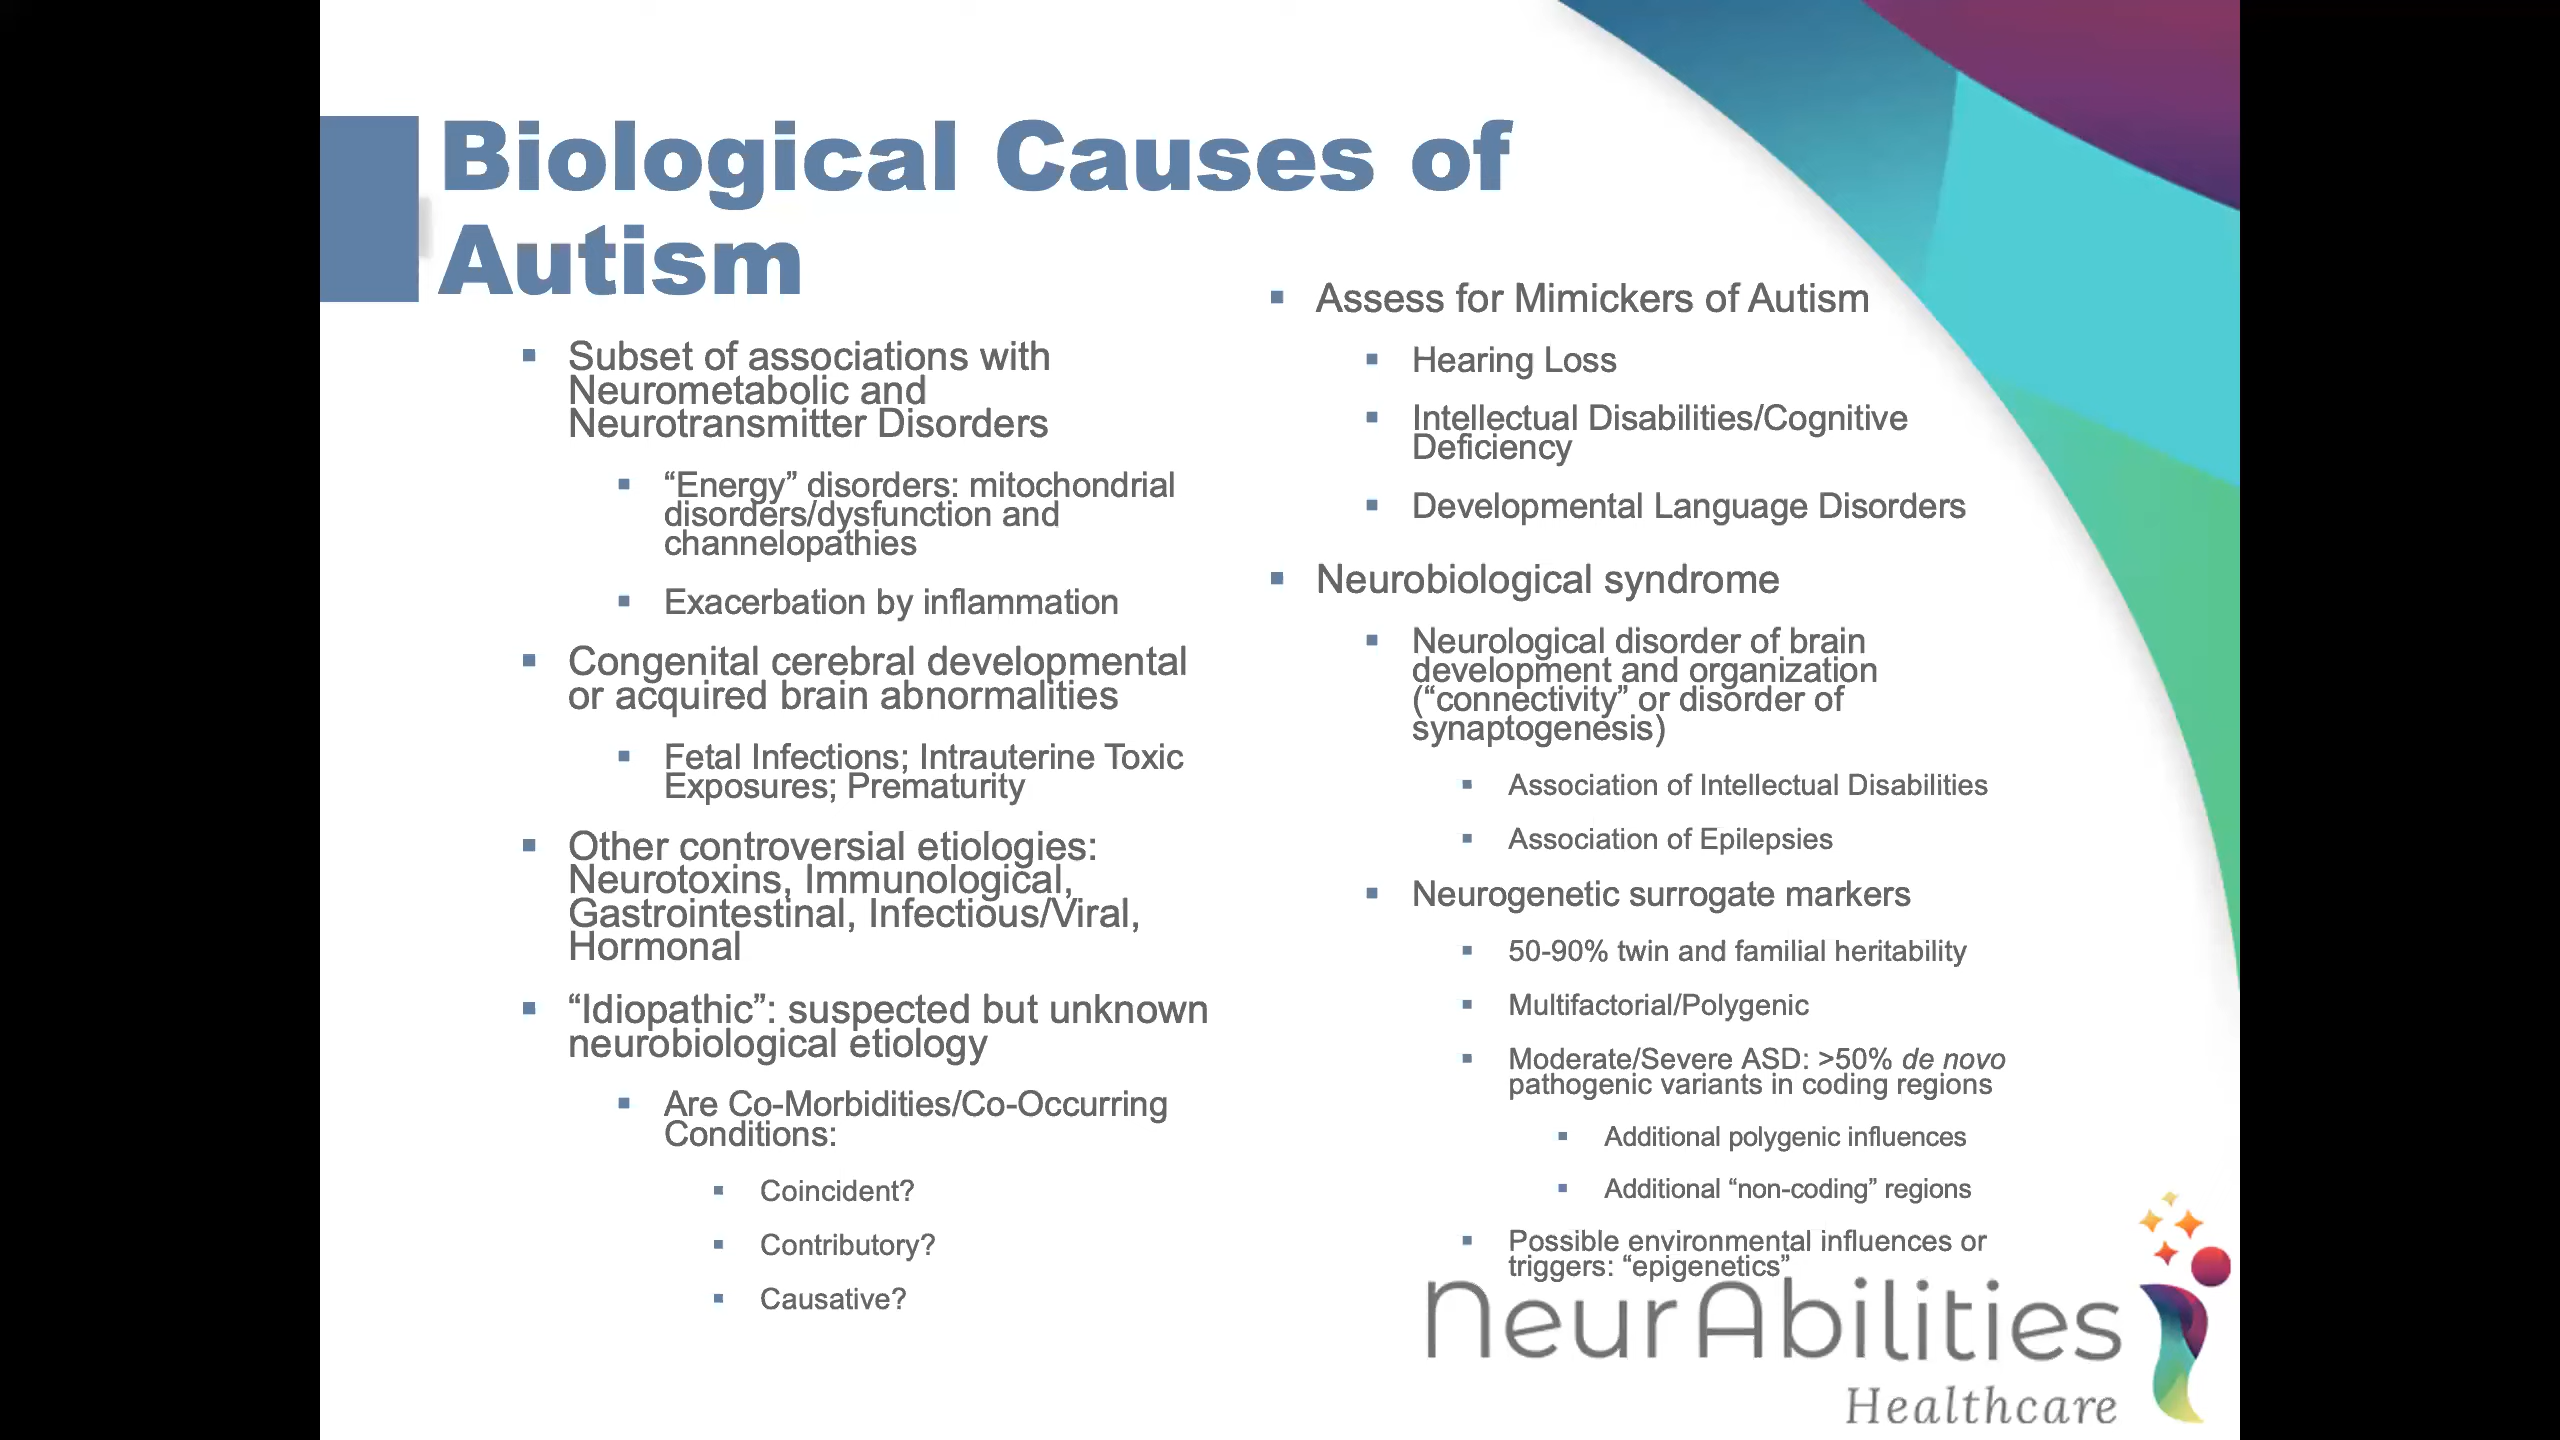 Biological Causes of
Autism
Subset of associations with
Neurometabolic and
Neurotransmitter Disorders
“Energy” disorders: mitochondrial
disorders/dysfunction and
channelopathies
Exacerbation by inflammation
Congenital cerebral developmental
or acquired brain abnormalities
Fetal Infections; Intrauterine Toxic
Exposures; Prematurity
Other controversial etiologies:
Neurotoxins, Immunological,
Gastrointestinal, Infectious/Viral,
Hormonal
“Idiopathic”: suspected but unknown
neurobiological etiology
Are Co-Morbidities/Co-Occurring
Conditions:
Coincident?
Contributory?
Causative?
Assess for Mimickers of Autism
Hearing Loss
Intellectual Disabilities/Cognitive
Deficiency
Developmental Language Disorders
Neurobiological syndrome
Neurological disorder of brain
development and organization
(“connectivity” or disorder of
synaptogenesis)
Association of Intellectual Disabilities
Association of Epilepsies
Neurogenetic surrogate markers
50-90% twin and familial heritability
Multifactorial/Polygenic
Moderate/Severe ASD: >50% de novo
pathogenic variants in coding regions
Additional polygenic influences
Additional “non-coding” regions
Possible environmental influences or
triggers: “epigenetics”
NeurAbilities
Healthcare